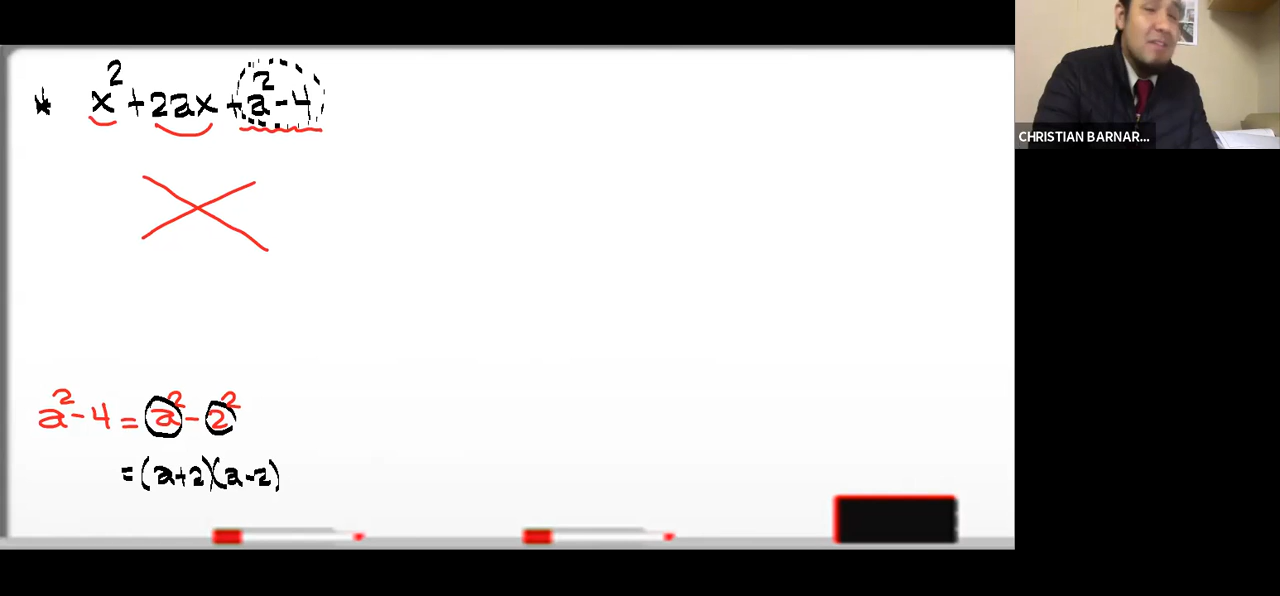 * x² + 2ax + a² - 4
CHRISTIAN BARNAR...
a² - 4 = a² - 2²
= (a+2)(a-2)